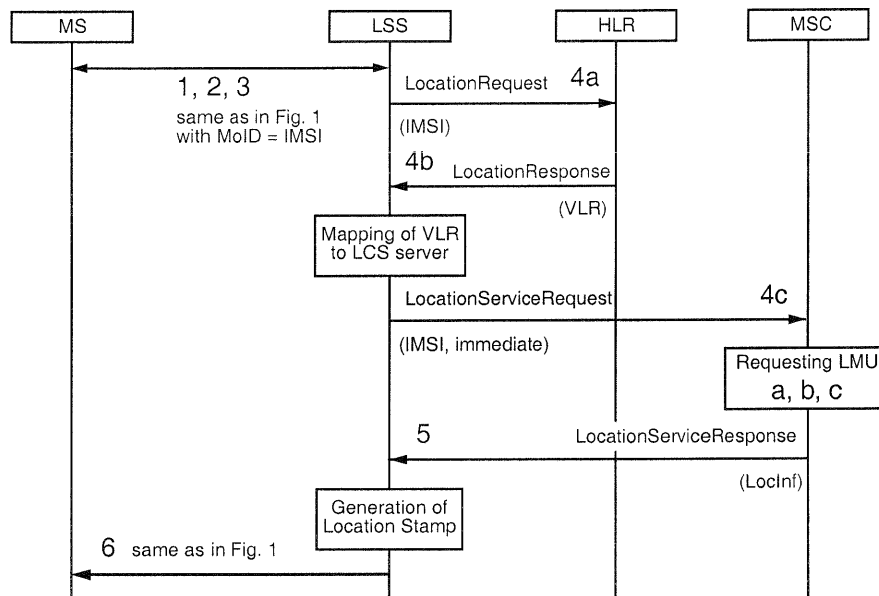 MS
LSS
HLR
MSC
1, 2, 3
same as in Fig. 1
with MoID = IMSI
LocationRequest
4a
(IMSI)
4b
LocationResponse
(VLR)
Mapping of VLR
to LCS server
LocationServiceRequest
4c
(IMSI, immediate)
Requesting LMU
a, b, c
5
LocationServiceResponse
(LocInf)
Generation of
Location Stamp
6 same as in Fig. 1